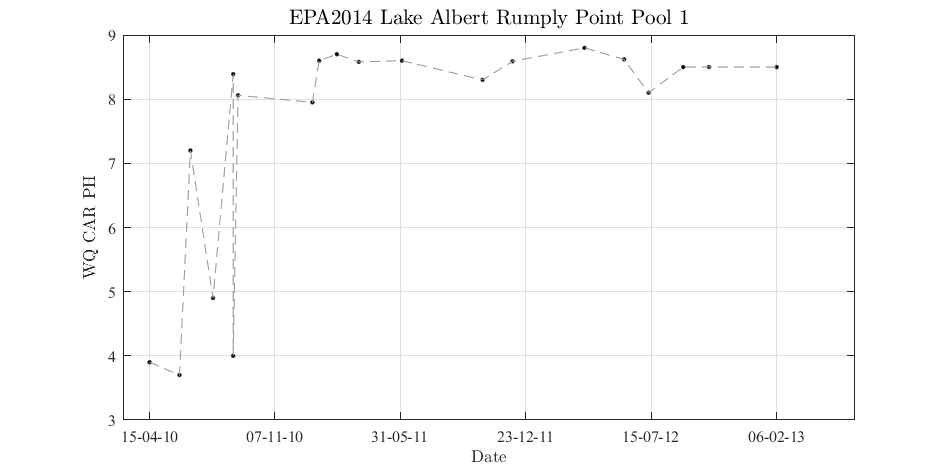 EPA2014 Lake Albert Rumply Point Pool 1
9
8
7
6
5
4
3
WQ CAR PH
15-04-10 07-11-10 31-05-11 23-12-11 15-07-12 06-02-13
Date